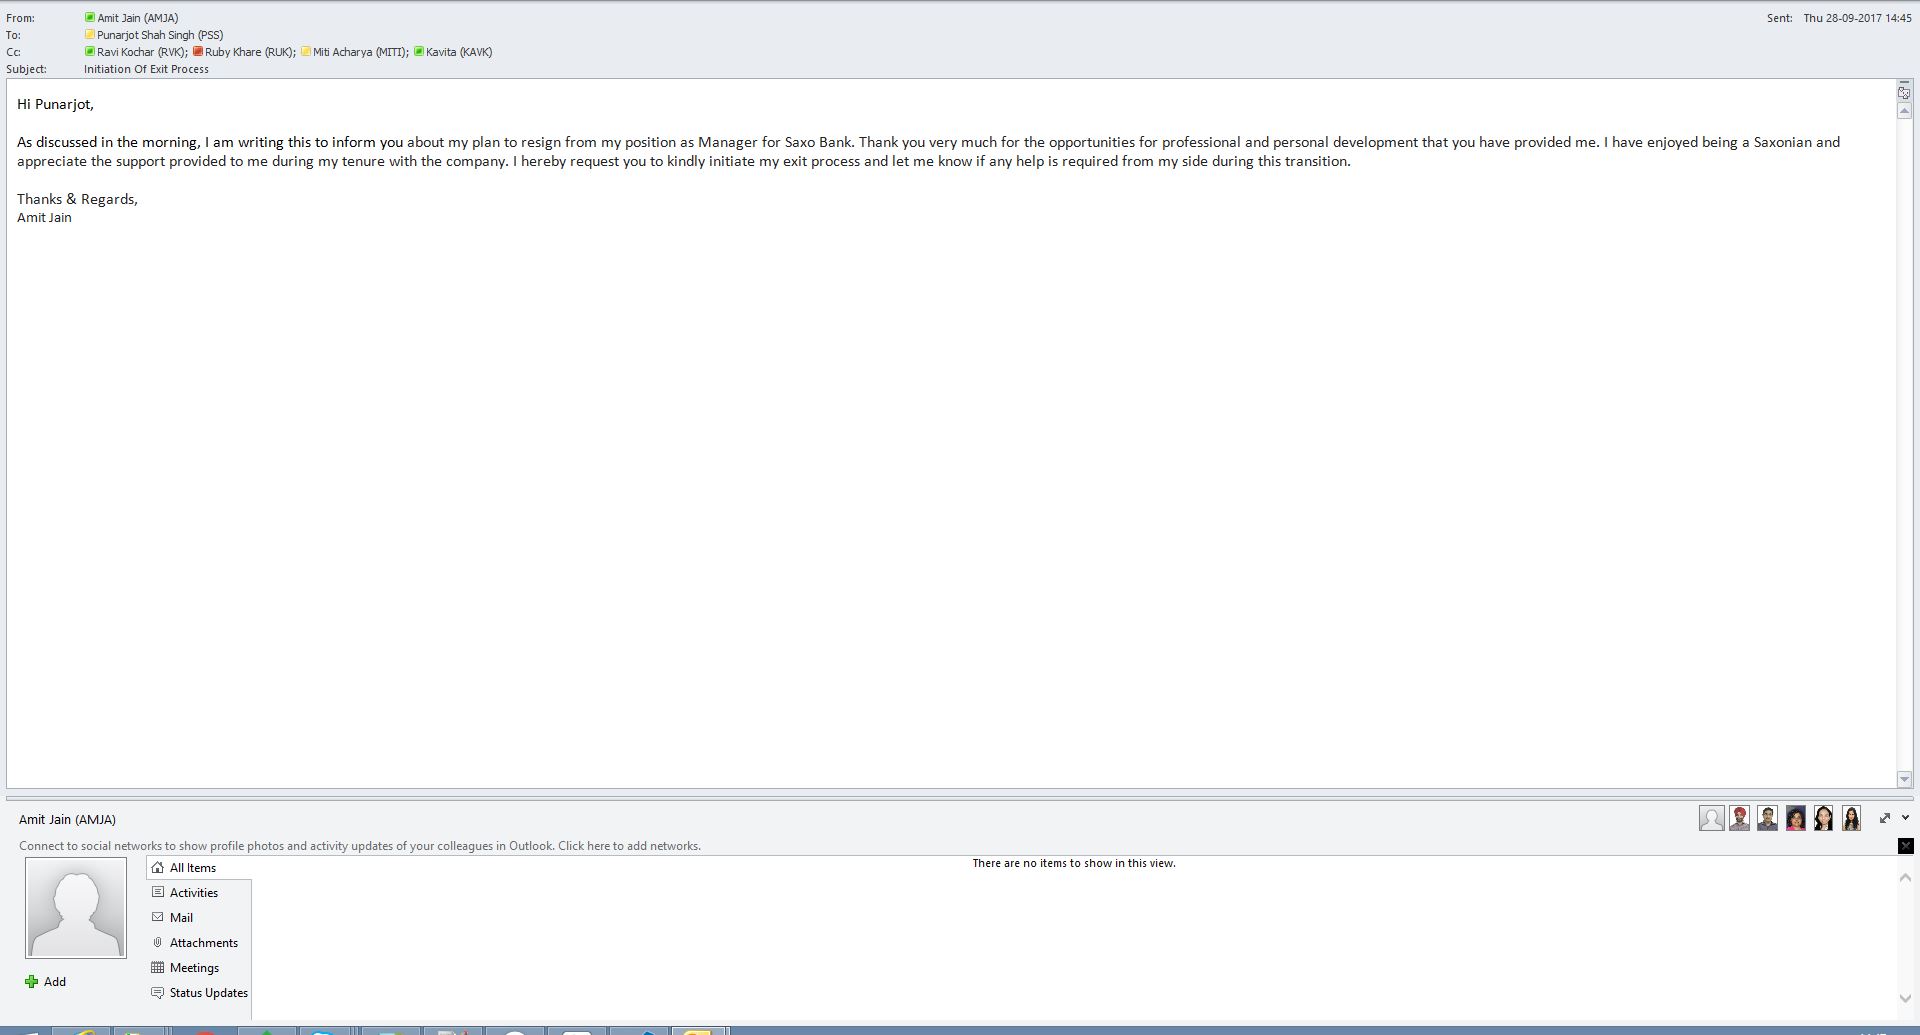 From: Amit Jain (AMJA) Sent: Thu 28-09-2017 14:45
To: Punarjot Shah Singh (PSS)
Cc: Ravi Kochar (RVK); Ruby Khare (RUK); Miti Acharya (MITI); Kavita (KAVK)
Subject: Initiation Of Exit Process
Hi Punarjot,
As discussed in the morning, I am writing this to inform you about my plan to resign from my position as Manager for Saxo Bank. Thank you very much for the opportunities for professional and personal development that you have provided me. I have enjoyed being a Saxonian and
appreciate the support provided to me during my tenure with the company. I hereby request you to kindly initiate my exit process and let me know if any help is required from my side during this transition.
Thanks & Regards,
Amit Jain
Amit Jain (AMJA)
Connect to social networks to show profile photos and activity updates of your colleagues in Outlook. Click here to add networks.
All Items
There are no items to show in this view.
Activities
Mail
Attachments
Meetings
Status Updates
Add